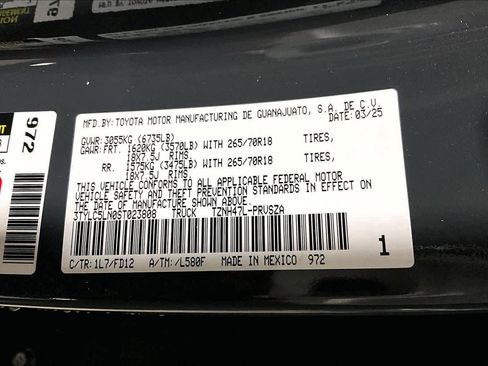 MFD.BY: TOYOTA MOTOR MANUFACTURING DE GUANAJUATO, S.A. DE C.V.
DATE: 03/25
GVWR: 3055KG (6735LB)
GAWR: FRT. 1620KG (3570LB) WITH 265/70R18 TIRES,
18X7.5J RIMS.
RR. 1575KG (3475LB) WITH 265/70R18 TIRES,
18X7.5J RIMS.
THIS VEHICLE CONFORMS TO ALL APPLICABLE FEDERAL MOTOR
VEHICLE SAFETY AND THEFT PREVENTION STANDARDS IN EFFECT ON
THE DATE OF MANUFACTURE SHOWN ABOVE.
3TYLC5LN0ST023808 TRUCK TZNH47L-PRVSZA
1
C/TR: 1L7/FD12 A/TM: /L580F MADE IN MEXICO 972
972